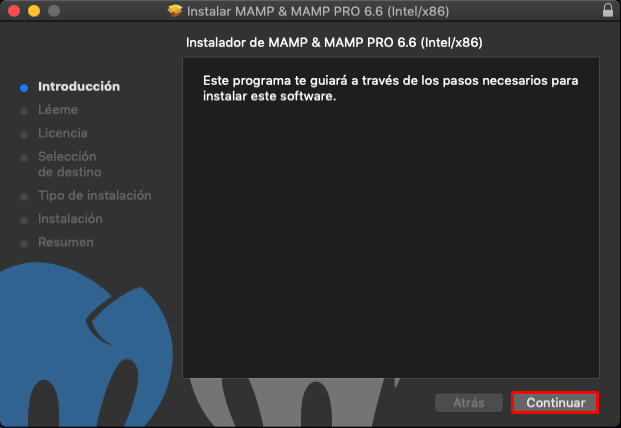 Instalar MAMP & MAMP PRO 6.6 (Intel/x86)
Instalador de MAMP & MAMP PRO 6.6 (Intel/x86)
Introducción
Léeme
Licencia
Selección
de destino
Tipo de instalación
Instalación
Resumen
Este programa te guiará a través de los pasos necesarios para
instalar este software.
Atrás
Continuar